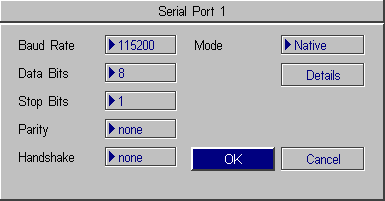 Serial Port 1
Baud Rate 115200 Mode Native
Data Bits 8 Details
Stop Bits 1
Parity none
Handshake none OK Cancel